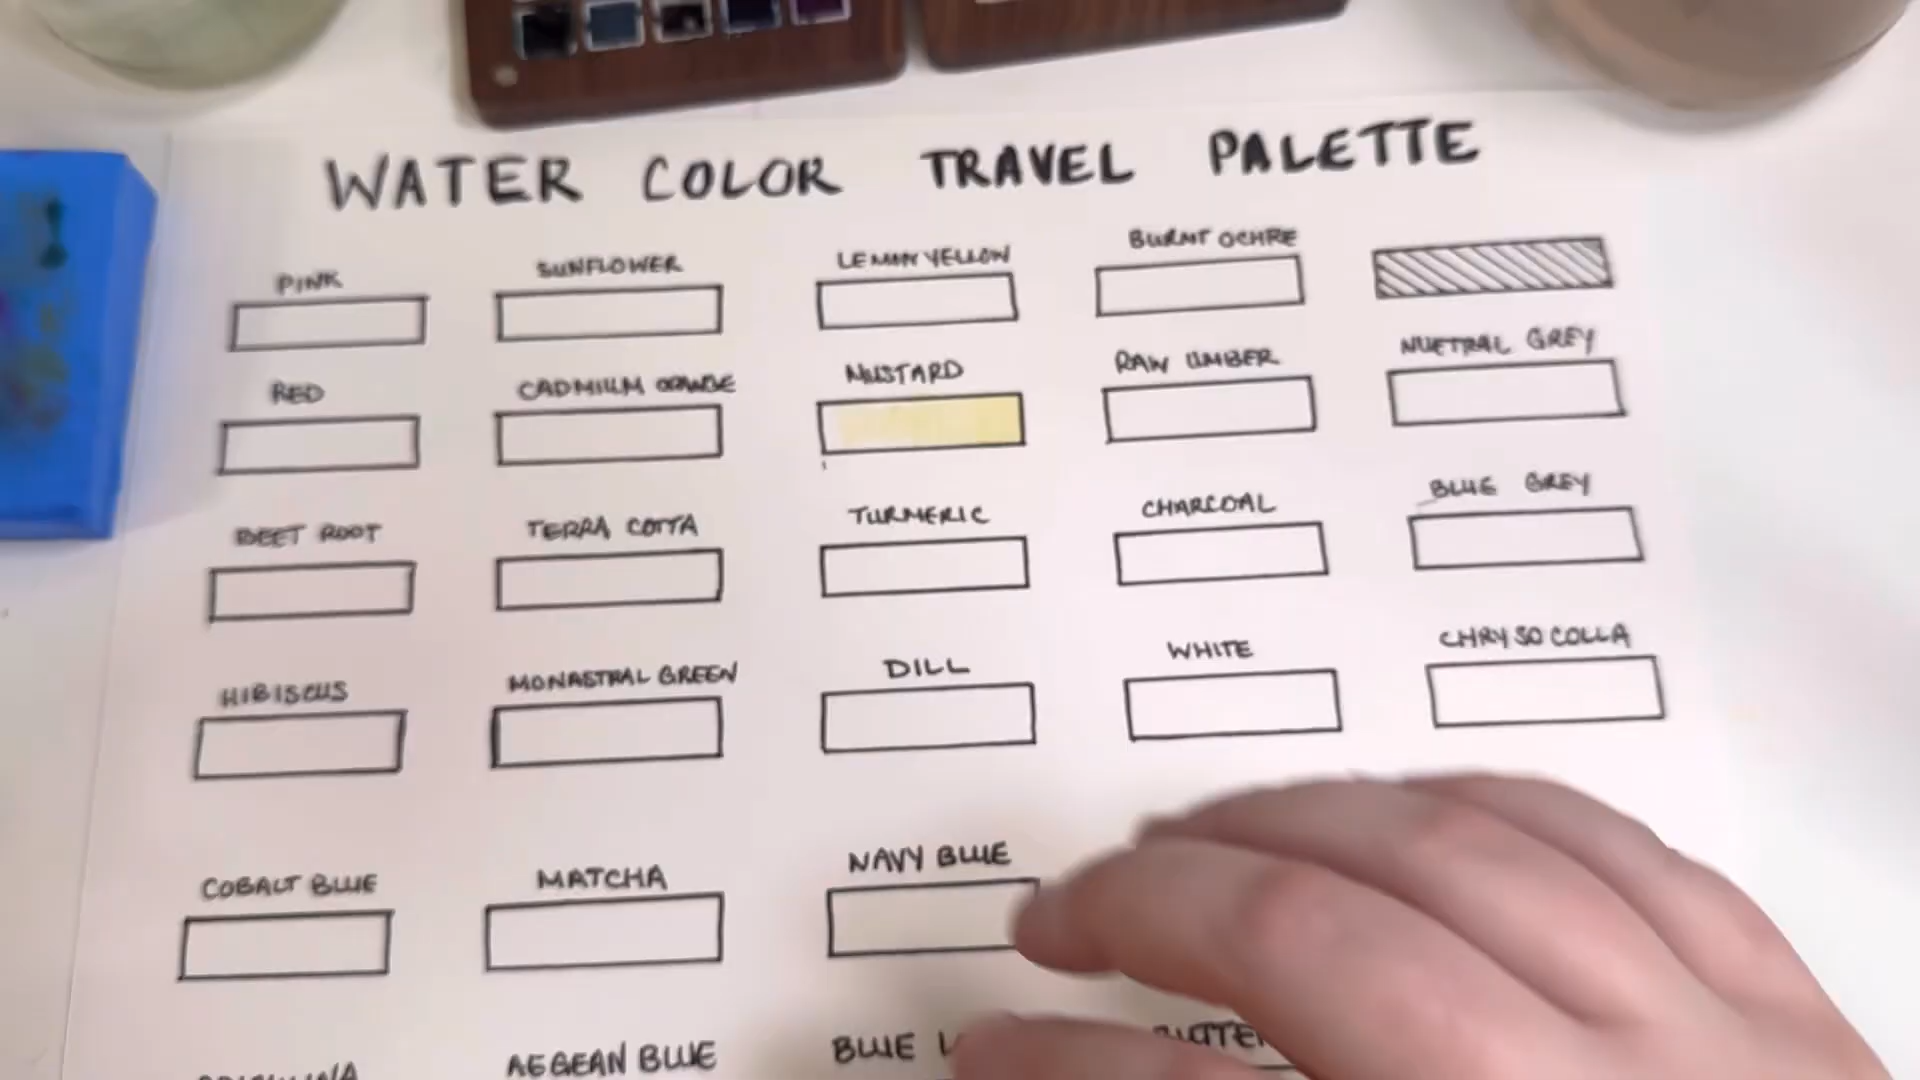 WATER COLOR TRAVEL PALETTE
PINK SUNFLOWER LEMON YELLOW BURNT OCHRE
RED CADMIUM ORANGE MUSTARD RAW UMBER NUETRAL GREY
BEET ROOT TERRA COTTA TURMERIC CHARCOAL BLUE GREY
HIBISCUS MONASTRAL GREEN DILL WHITE CHRYSOCOLLA
COBALT BLUE MATCHA NAVY BLUE
AEGEAN BLUE BLUE